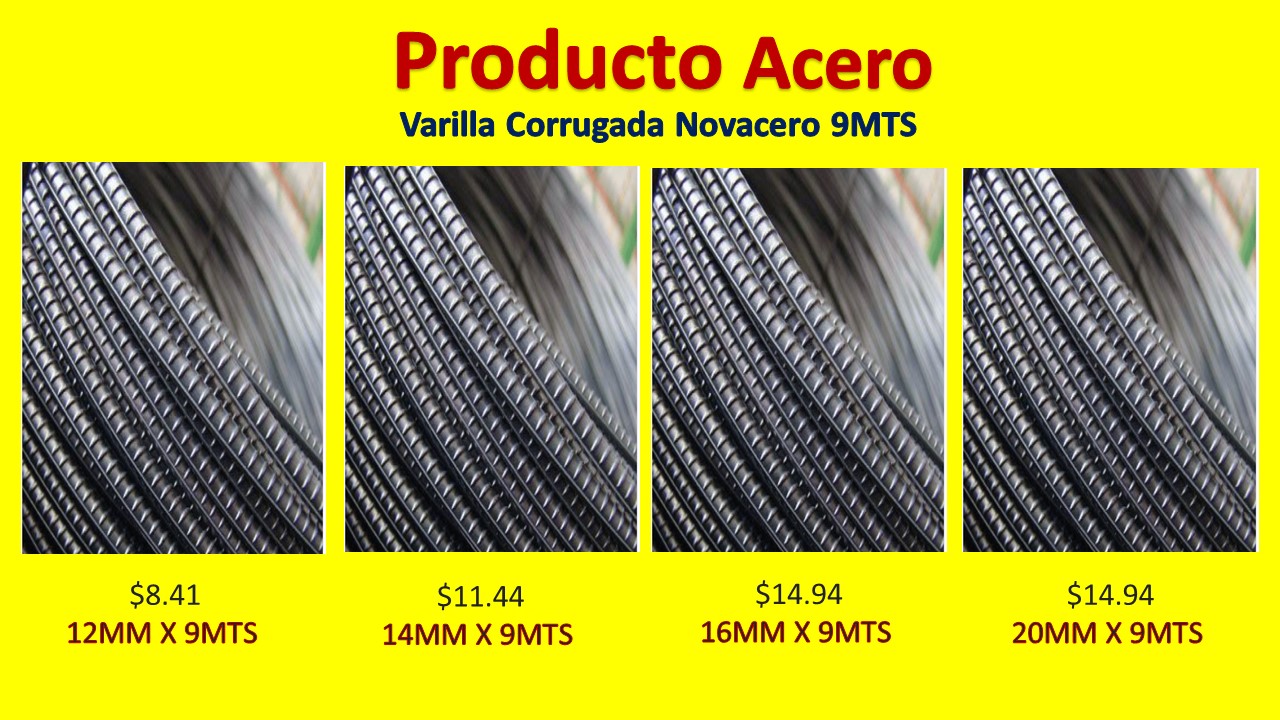 Producto Acero
Varilla Corrugada Novacero 9MTS
$8.41
12MM X 9MTS
$11.44
14MM X 9MTS
$14.94
16MM X 9MTS
$14.94
20MM X 9MTS